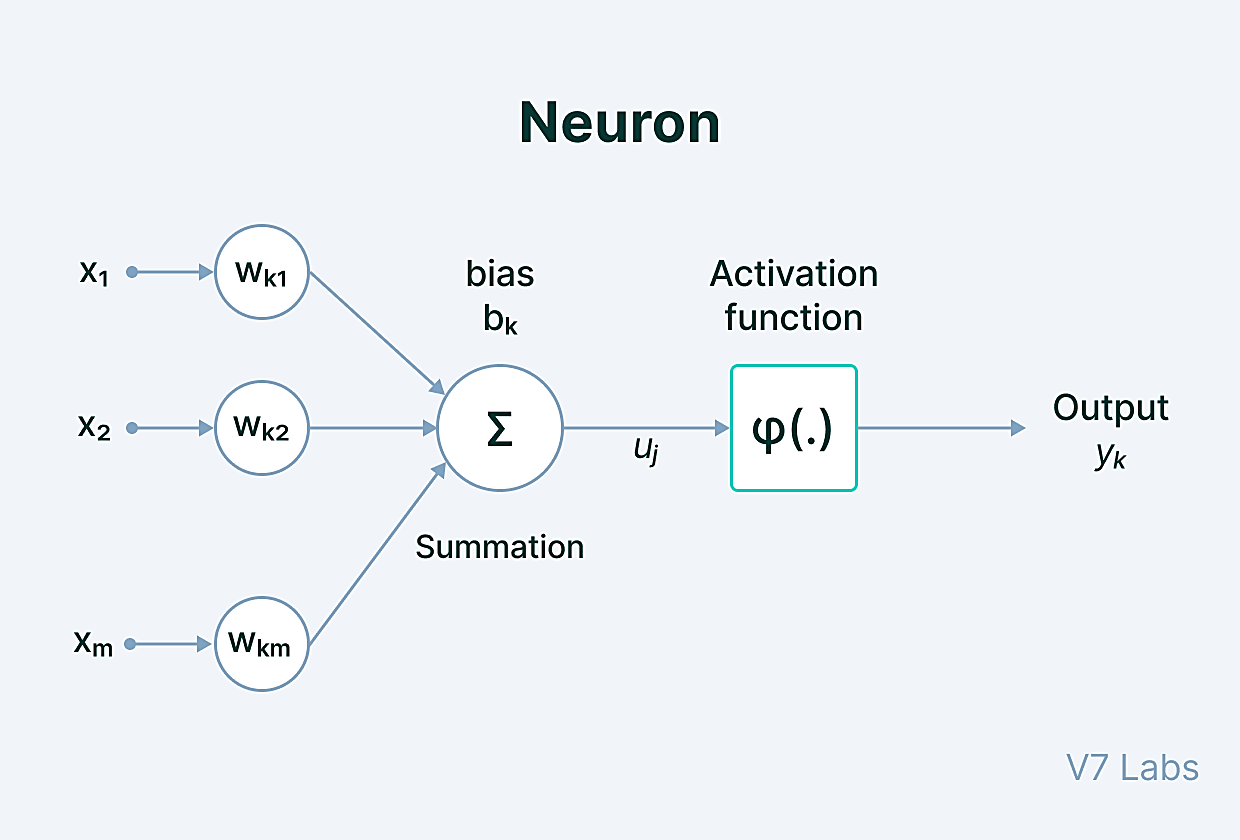 Neuron
x₁
wₖ₁
bias
bₖ
Activation
function
x₂
wₖ₂
Σ
uⱼ
φ(.)
Output
yₖ
Summation
xₘ
wₖₘ
V7 Labs